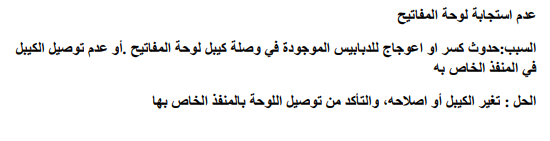 عدم استجابة لوحة المفاتيح
السبب:حدوث كسر او اعوجاج للدبابيس الموجودة في وصلة كيبل لوحة المفاتيح .أو عدم توصيل الكيبل
في المنفذ الخاص به
الحل : تغير الكيبل أو اصلاحه، والتأكد من توصيل اللوحة بالمنفذ الخاص بها